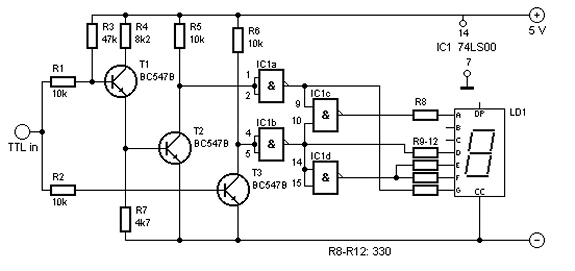 R3
47k
R4
8k2
R5
10k
R6
10k
14
IC1 74LS00
7
+
5 V
R1
10k
T1
BC547B
IC1a
1
2
&
IC1c
9
10
&
R8
LD1
DP
A
B
C
D
E
F
G
CC
TTL in
T2
BC547B
IC1b
4
5
&
R9-12
IC1d
14
15
&
R2
10k
T3
BC547B
R7
4k7
R8-R12: 330
−